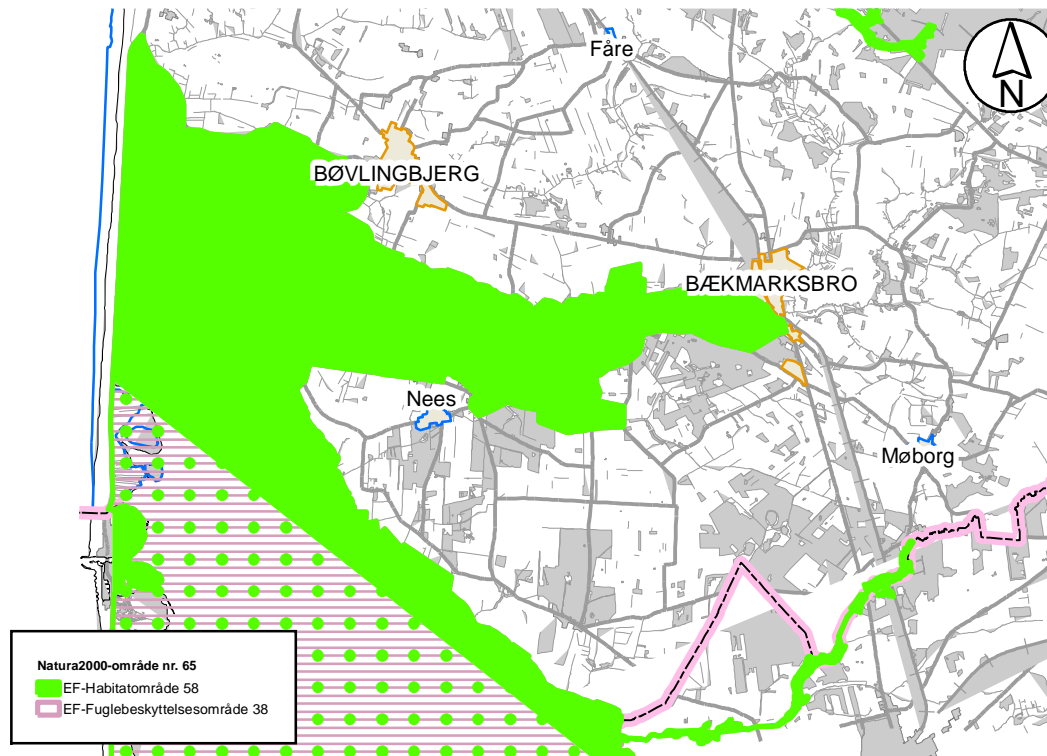 Fåre
N
BØVLINGBJERG
BÆKMARKSBRO
Nees
Møborg
Natura2000-område nr. 65
EF-Habitatområde 58
EF-Fuglebeskyttelsesområde 38